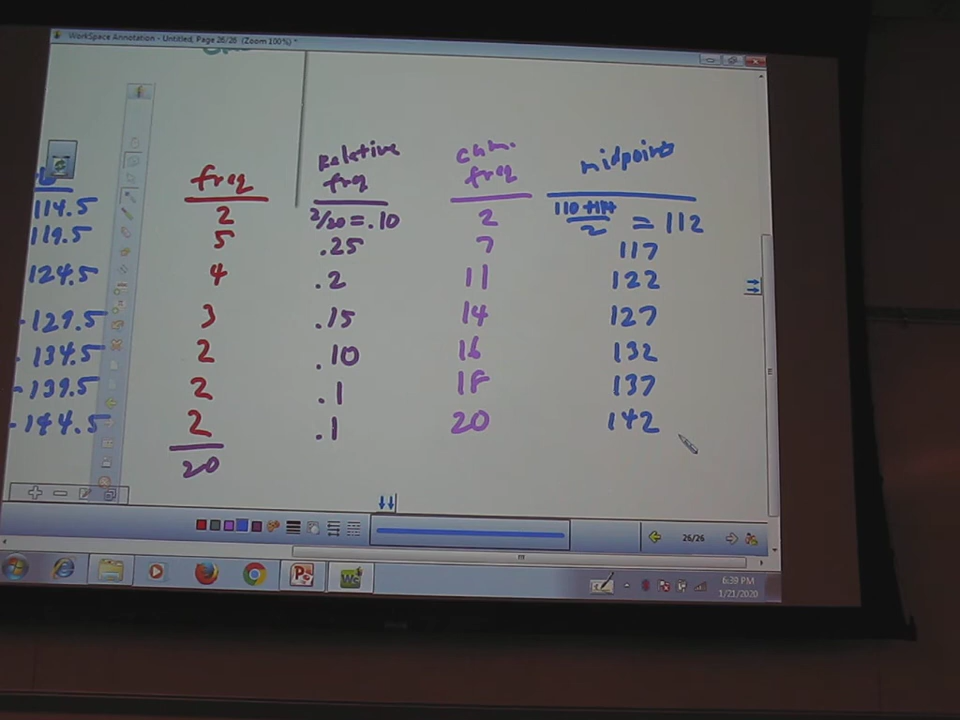 WorkSpace Annotation - Untitled, Page 26/26 (Zoom 100%) *
freq Relative freq Cum. freq midpoint
114.5 2 2/20 = .10 2 110 + 114 / 2 = 112
119.5 5 .25 7 117
124.5 4 .2 11 122
-129.5 3 .15 14 127
-134.5 2 .10 16 132
-139.5 2 .1 18 137
-144.5 2 .1 20 142
20
26/26
6:39 PM
1/21/2020